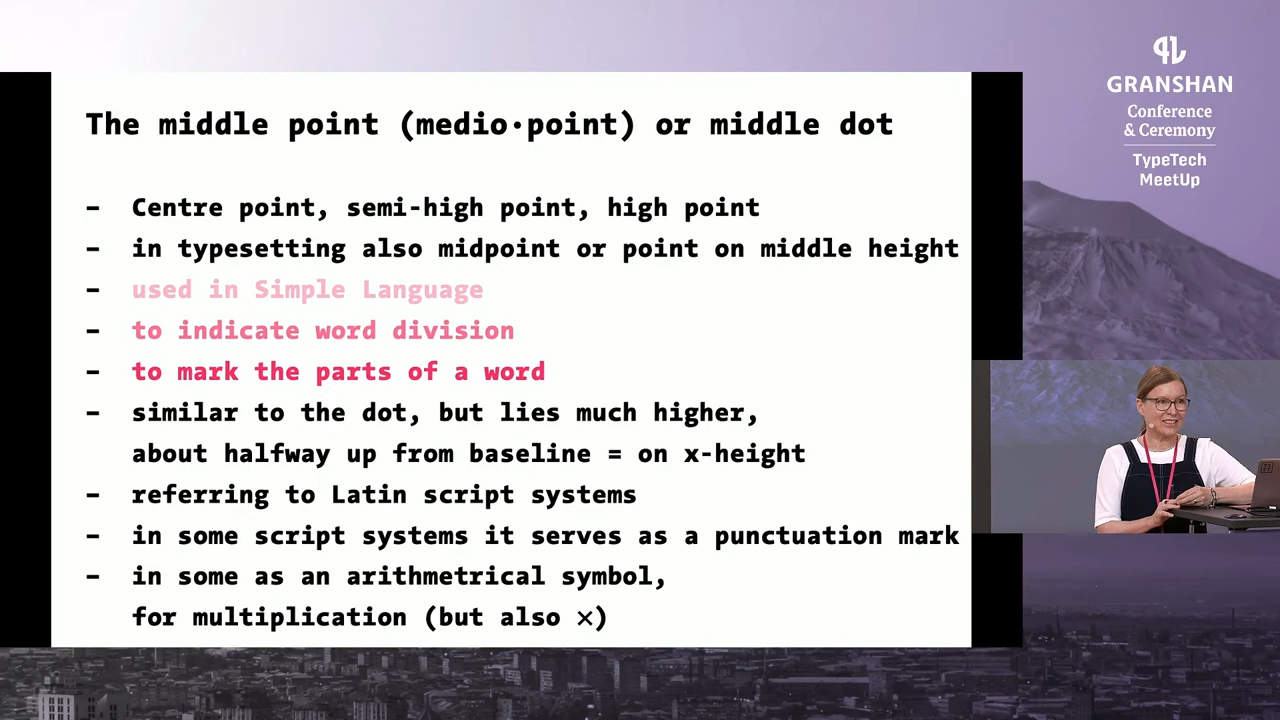 The middle point (medio·point) or middle dot
– Centre point, semi-high point, high point
– in typesetting also midpoint or point on middle height
– used in Simple Language
– to indicate word division
– to mark the parts of a word
– similar to the dot, but lies much higher,
about halfway up from baseline = on x-height
– referring to Latin script systems
– in some script systems it serves as a punctuation mark
– in some as an arithmetrical symbol,
for multiplication (but also ×)
GRANSHAN
Conference
& Ceremony
TypeTech
MeetUp